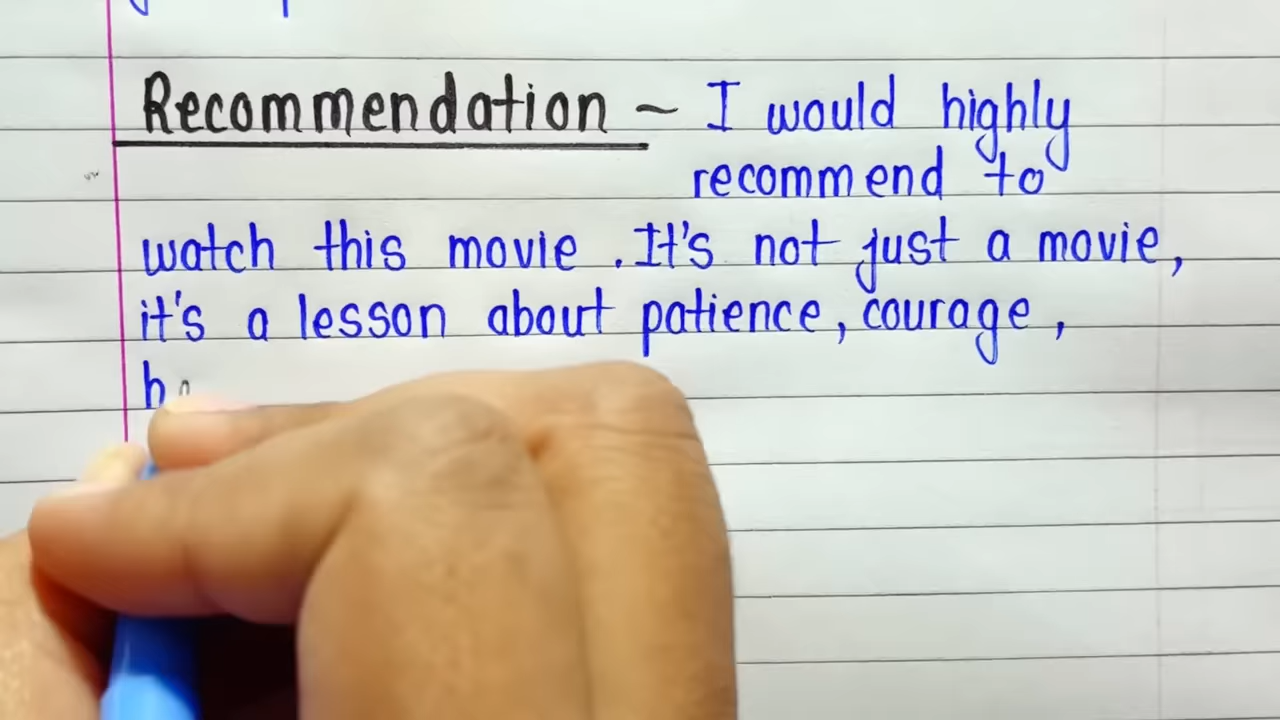 Recommendation ~ I would highly
recommend to
watch this movie .It's not just a movie,
it's a lesson about patience, courage,